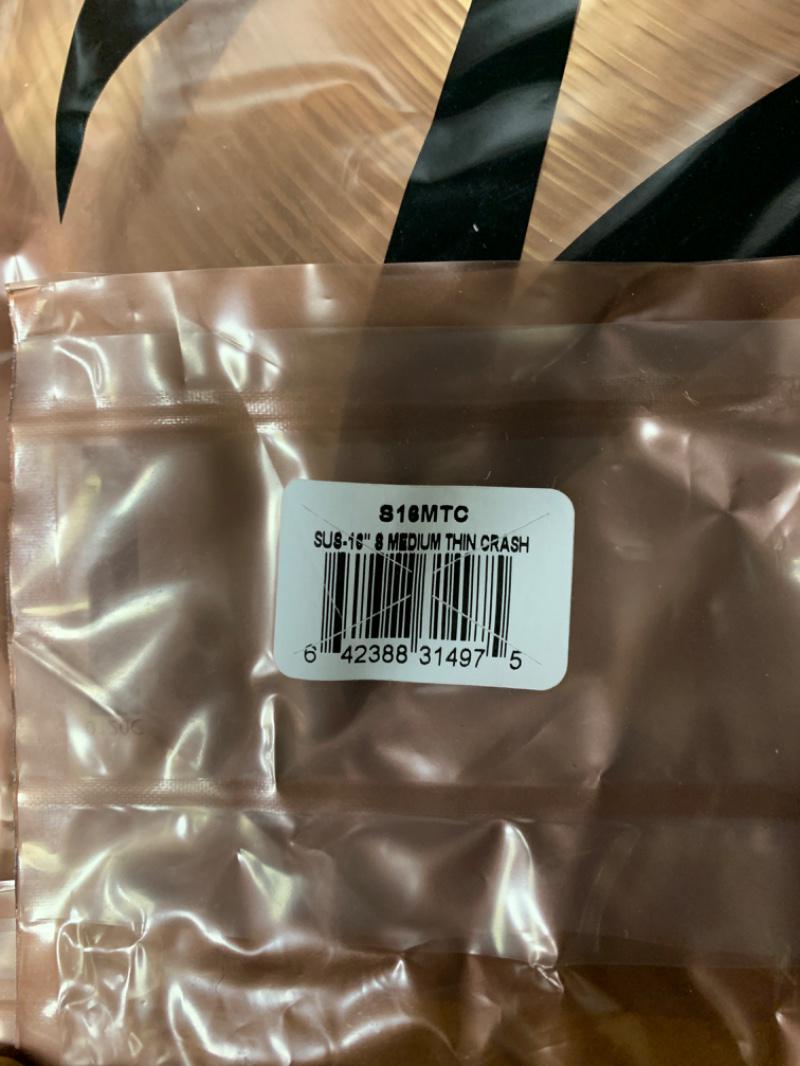 S16MTC
SUS-16" S MEDIUM THIN CRASH
6 42388 31497 5